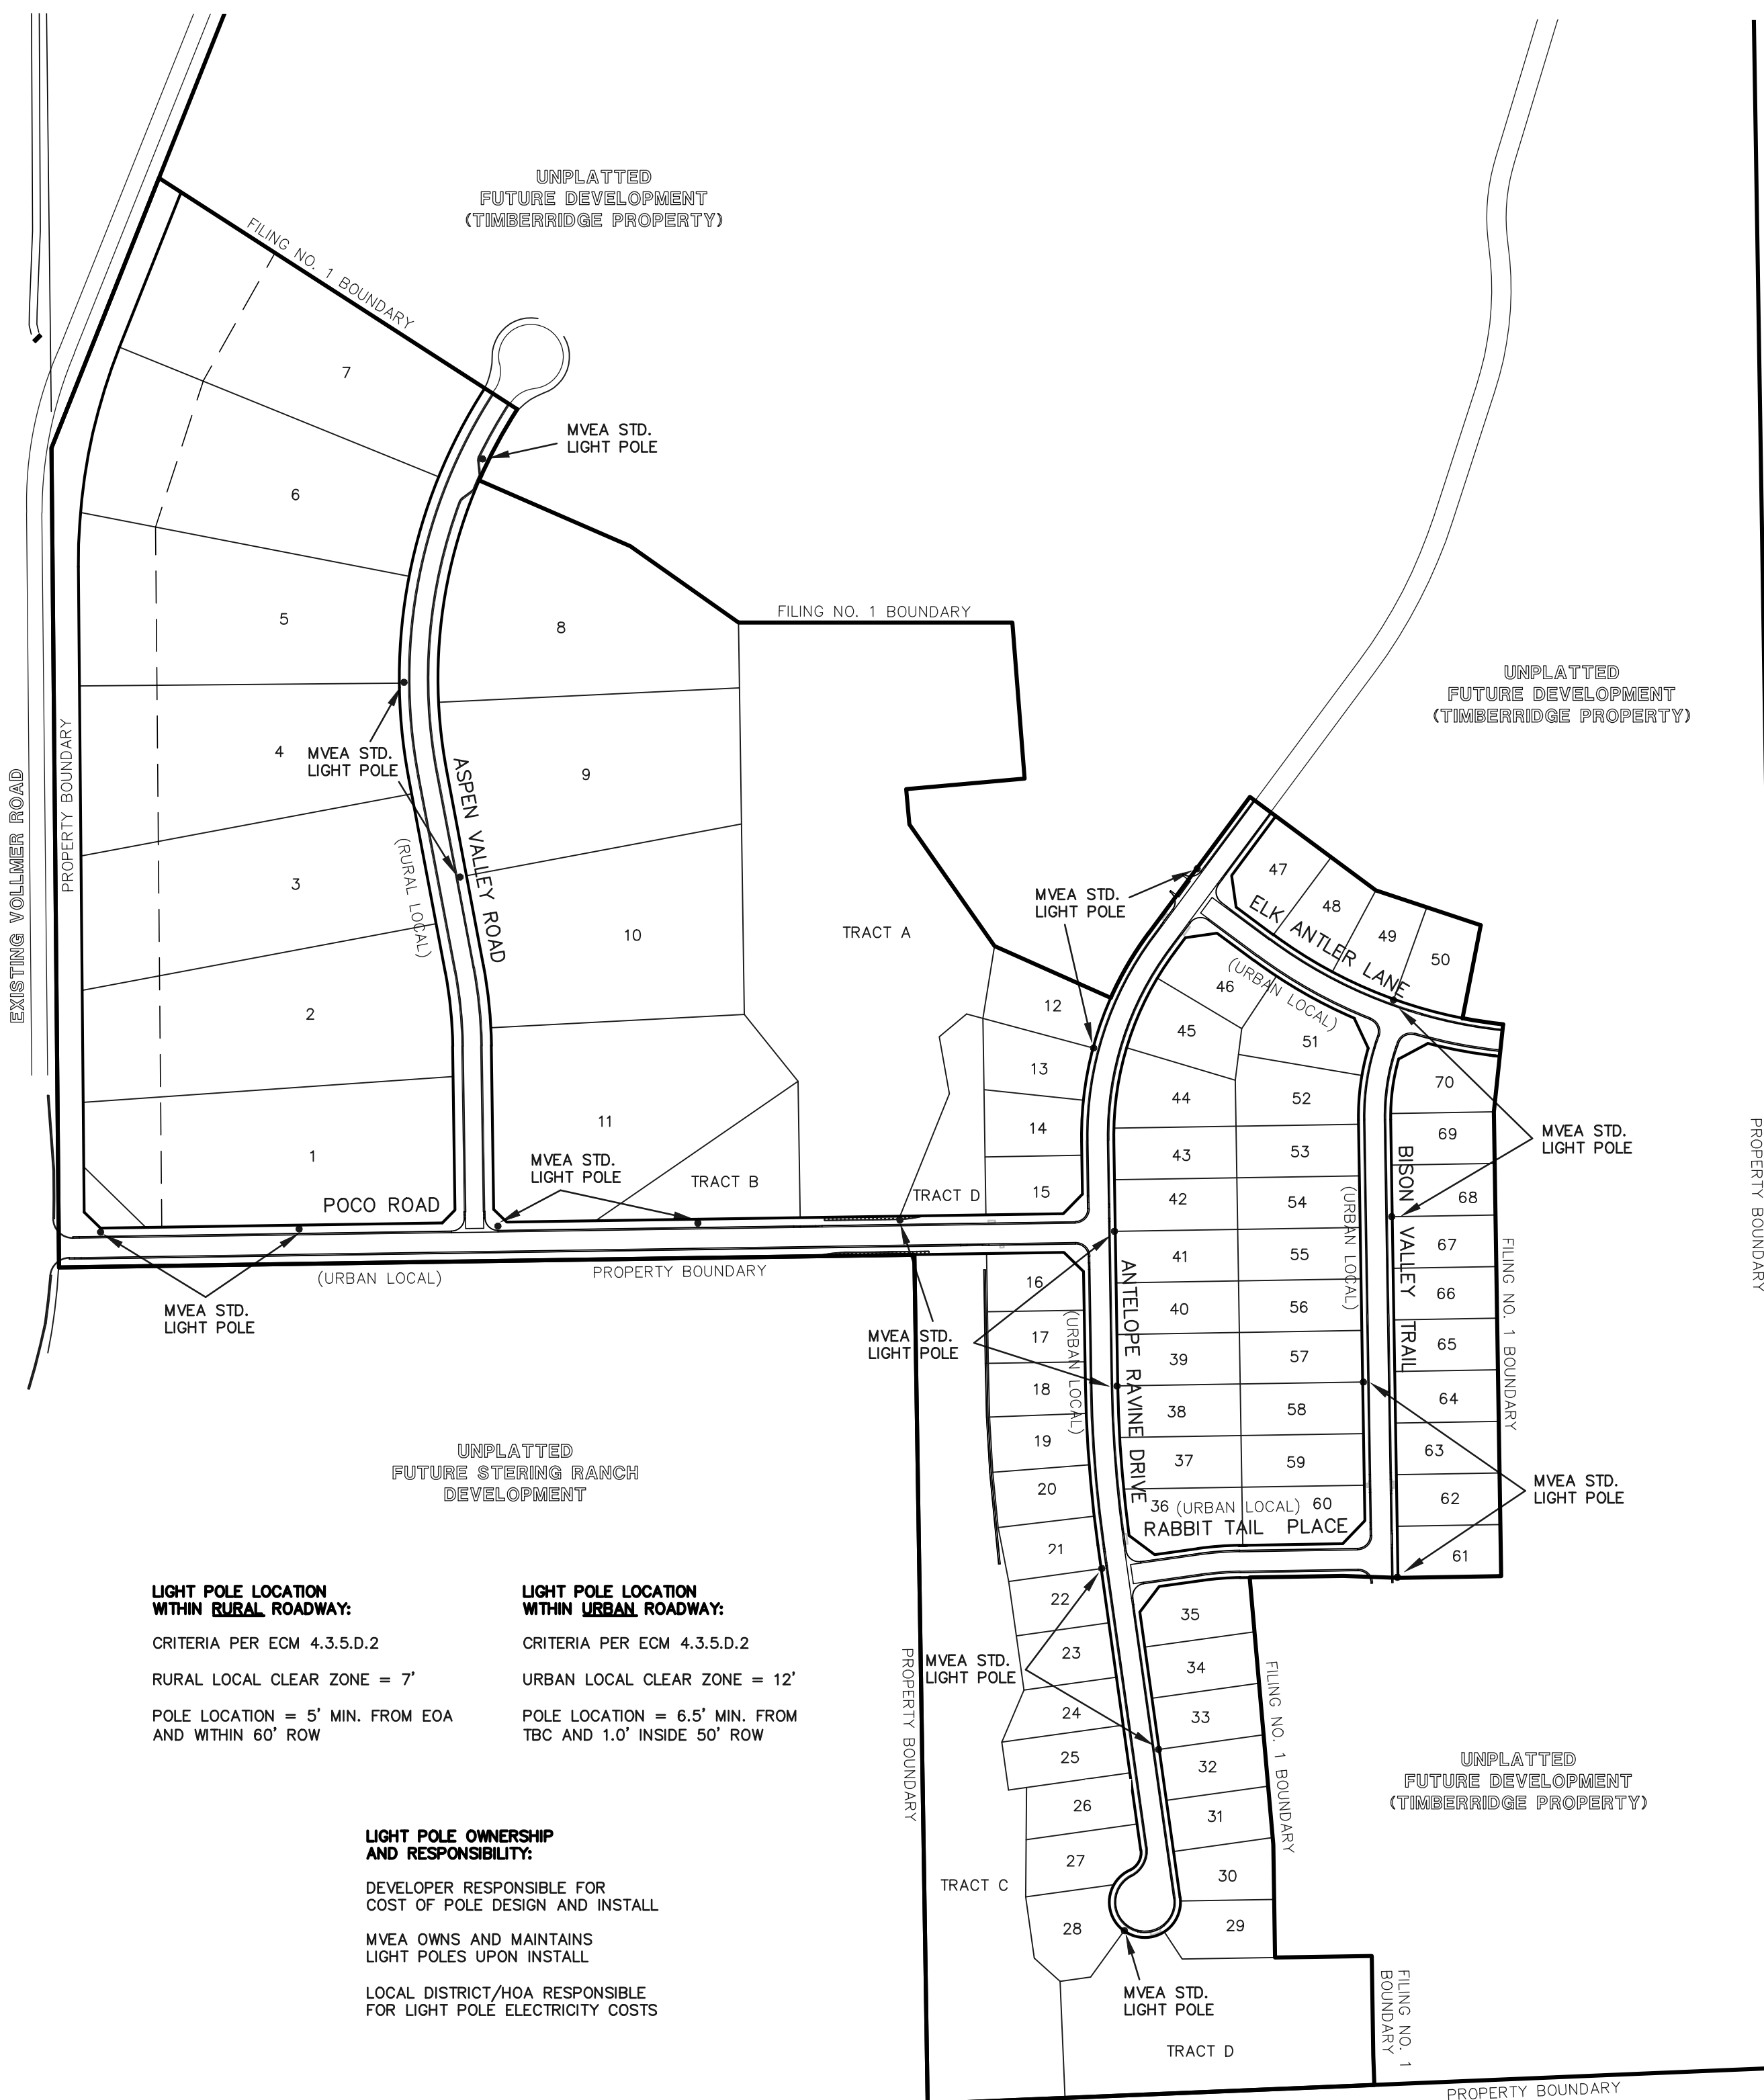 UNPLATTED
FUTURE DEVELOPMENT
(TIMBERRIDGE PROPERTY)
FILING NO. 1 BOUNDARY
7
MVEA STD.
LIGHT POLE
6
5
8
FILING NO. 1 BOUNDARY
UNPLATTED
FUTURE DEVELOPMENT
(TIMBERRIDGE PROPERTY)
EXISTING VOLLMER ROAD
PROPERTY BOUNDARY
4
MVEA STD.
LIGHT POLE
ASPEN VALLEY ROAD
(RURAL LOCAL)
9
3
10
TRACT A
2
1
11
POCO ROAD
MVEA STD.
LIGHT POLE
TRACT B
TRACT D
(URBAN LOCAL)
PROPERTY BOUNDARY
MVEA STD.
LIGHT POLE
MVEA STD.
LIGHT POLE
12
13
14
15
47
48
49
50
ELK ANTLER LANE
(URBAN LOCAL)
46
45
51
44
52
43
53
42
54
41
55
40
56
39
57
38
58
37
59
36
(URBAN LOCAL)
60
RABBIT TAIL PLACE
70
69
68
67
66
65
64
63
62
61
BISON VALLEY TRAIL
(URBAN LOCAL)
FILING NO. 1 BOUNDARY
PROPERTY BOUNDARY
MVEA STD.
LIGHT POLE
MVEA STD.
LIGHT POLE
MVEA STD.
LIGHT POLE
ANTELOPE RAVINE DRIVE
(URBAN LOCAL)
16
17
18
19
20
21
22
23
24
25
26
27
28
35
34
33
32
31
30
29
MVEA STD.
LIGHT POLE
PROPERTY BOUNDARY
FILING NO. 1 BOUNDARY
TRACT C
MVEA STD.
LIGHT POLE
TRACT D
FILING NO. 1
BOUNDARY
PROPERTY BOUNDARY
UNPLATTED
FUTURE DEVELOPMENT
(TIMBERRIDGE PROPERTY)
UNPLATTED
FUTURE STERING RANCH
DEVELOPMENT
LIGHT POLE LOCATION
WITHIN RURAL ROADWAY:
CRITERIA PER ECM 4.3.5.D.2
RURAL LOCAL CLEAR ZONE = 7'
POLE LOCATION = 5' MIN. FROM EOA
AND WITHIN 60' ROW
LIGHT POLE LOCATION
WITHIN URBAN ROADWAY:
CRITERIA PER ECM 4.3.5.D.2
URBAN LOCAL CLEAR ZONE = 12'
POLE LOCATION = 6.5' MIN. FROM
TBC AND 1.0' INSIDE 50' ROW
LIGHT POLE OWNERSHIP
AND RESPONSIBILITY:
DEVELOPER RESPONSIBLE FOR
COST OF POLE DESIGN AND INSTALL
MVEA OWNS AND MAINTAINS
LIGHT POLES UPON INSTALL
LOCAL DISTRICT/HOA RESPONSIBLE
FOR LIGHT POLE ELECTRICITY COSTS